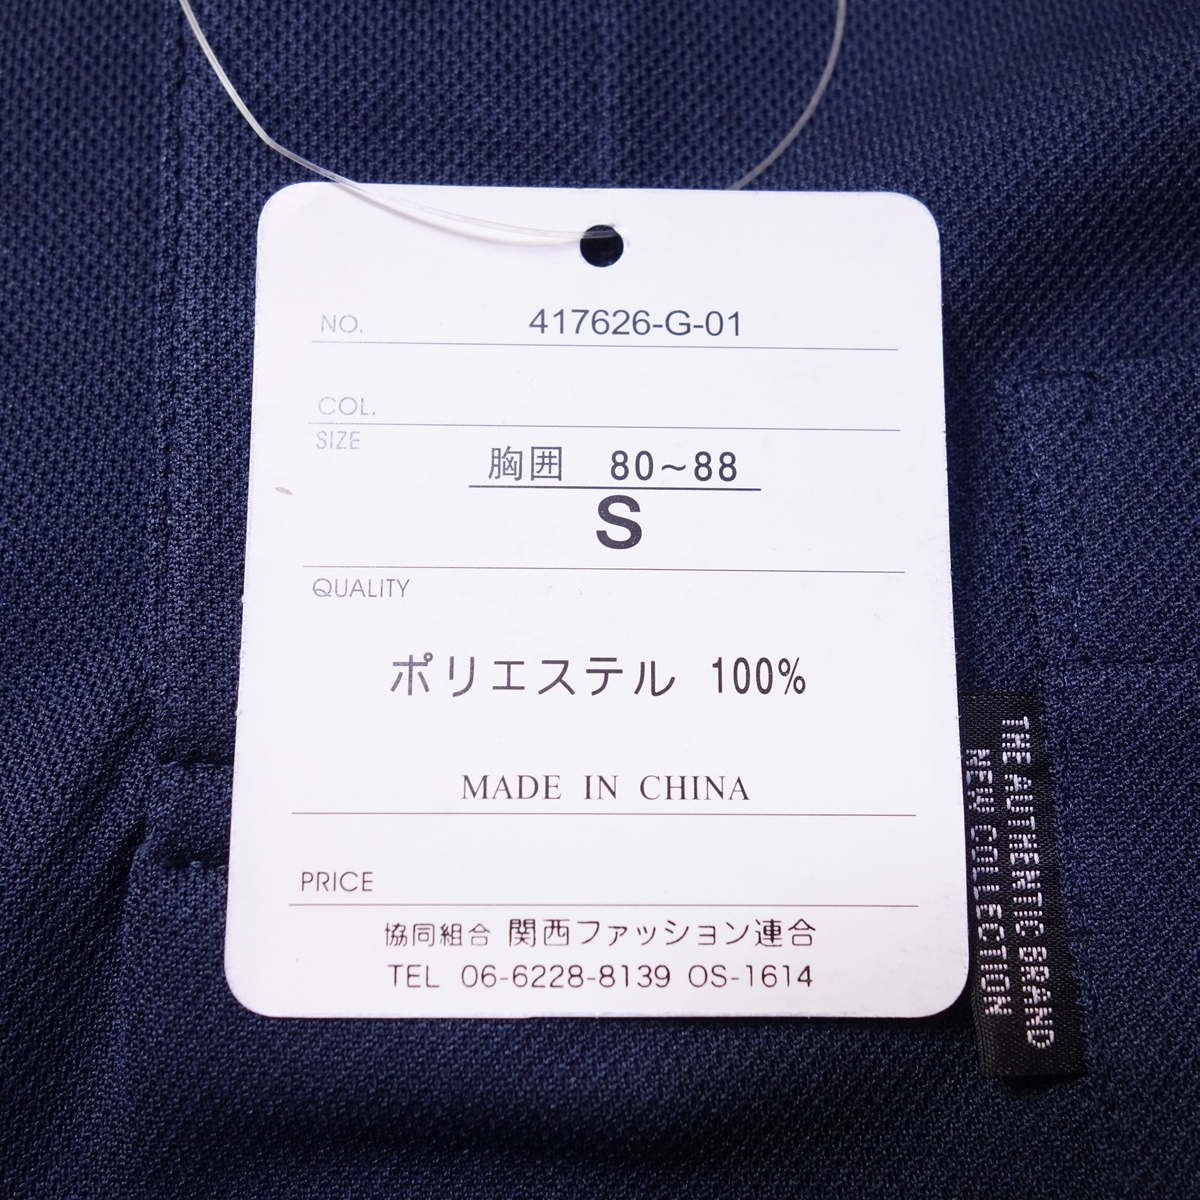 NO. 417626-G-01
COL.
SIZE
胸囲 80~88
S
QUALITY
ポリエステル 100%
MADE IN CHINA
PRICE
協同組合 関西ファッション連合
TEL 06-6228-8139 OS-1614
THE AUTHENTIC BRAND
NEW COLLECTION